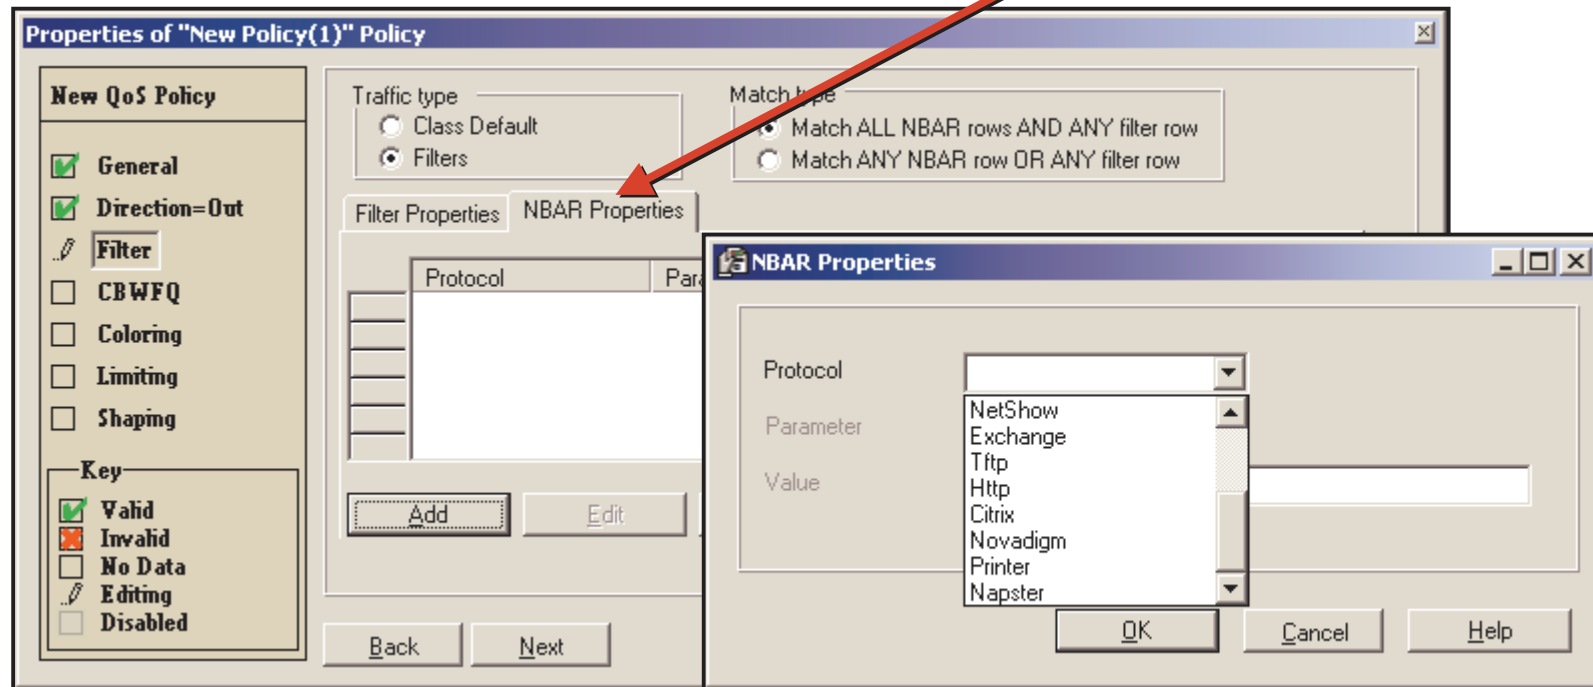 Properties of "New Policy(1)" Policy
New QoS Policy
General
Direction=Out
Filter
CBWFQ
Coloring
Limiting
Shaping
Key
Valid
Invalid
No Data
Editing
Disabled
Traffic type
Class Default
Filters
Match type
Match ALL NBAR rows AND ANY filter row
Match ANY NBAR row OR ANY filter row
Filter Properties
NBAR Properties
Protocol
Para
Add
Edit
Back
Next
NBAR Properties
Protocol
Parameter
Value
NetShow
Exchange
Tftp
Http
Citrix
Novadigm
Printer
Napster
OK
Cancel
Help